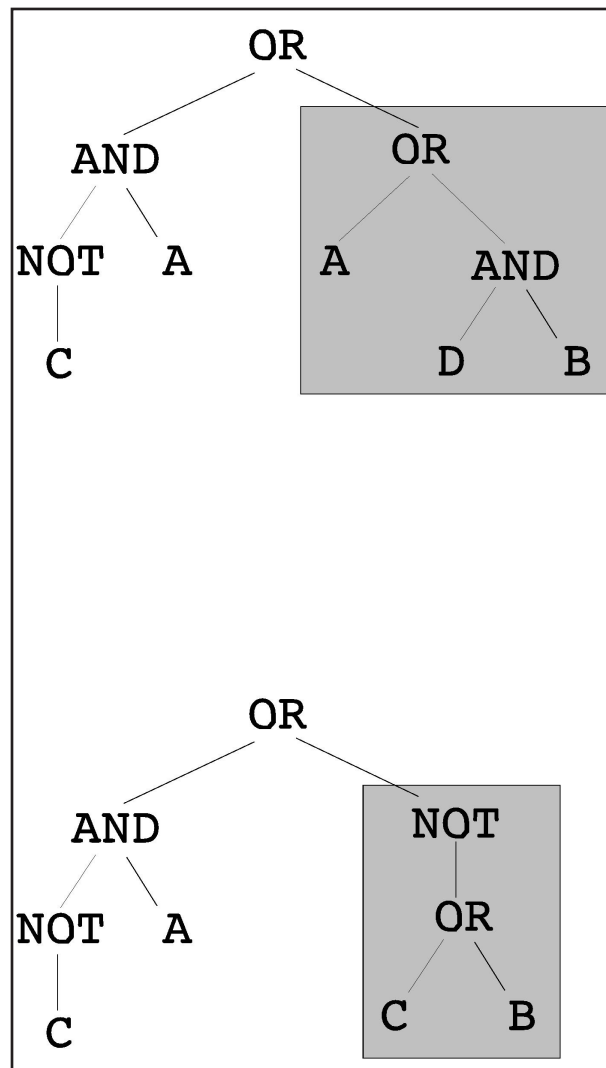 OR
AND OR
NOT A A AND
C D B
OR
AND NOT
NOT A OR
C C B